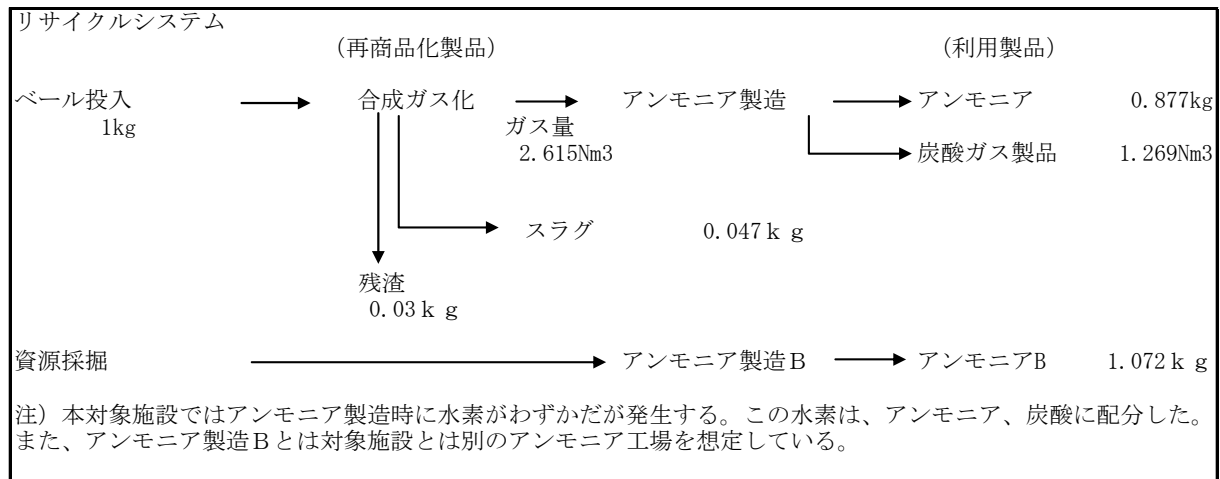 リサイクルシステム
（再商品化製品） （利用製品）
ベール投入 合成ガス化 アンモニア製造 アンモニア 0.877kg
1kg ガス量
2.615Nm3 炭酸ガス製品 1.269Nm3
スラグ 0.047ｋｇ
残渣
0.03ｋｇ
資源採掘 アンモニア製造Ｂ アンモニアB 1.072ｋｇ
注）本対象施設ではアンモニア製造時に水素がわずかだが発生する。この水素は、アンモニア、炭酸に配分した。
また、アンモニア製造Ｂとは対象施設とは別のアンモニア工場を想定している。